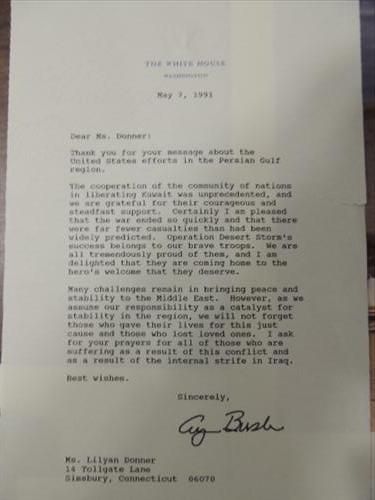 THE WHITE HOUSE
WASHINGTON
May 7, 1991
Dear Ms. Donner:
Thank you for your message about the
United States efforts in the Persian Gulf
region.
The cooperation of the community of nations
in liberating Kuwait was unprecedented, and
we are grateful for their courageous and
steadfast support. Certainly I am pleased
that the war ended so quickly and that there
were far fewer casualties than had been
widely predicted. Operation Desert Storm's
success belongs to our brave troops. We are
all tremendously proud of them, and I am
delighted that they are coming home to the
hero's welcome that they deserve.
Many challenges remain in bringing peace and
stability to the Middle East. However, as we
assume our responsibility as a catalyst for
stability in the region, we will not forget
those who gave their lives for this just
cause and those who lost loved ones. I ask
for your prayers for all of those who are
suffering as a result of this conflict and
as a result of the internal strife in Iraq.
Best wishes.
Sincerely,
Bush
Ms. Lilyan Donner
14 Tollgate Lane
Simsbury, Connecticut 06070